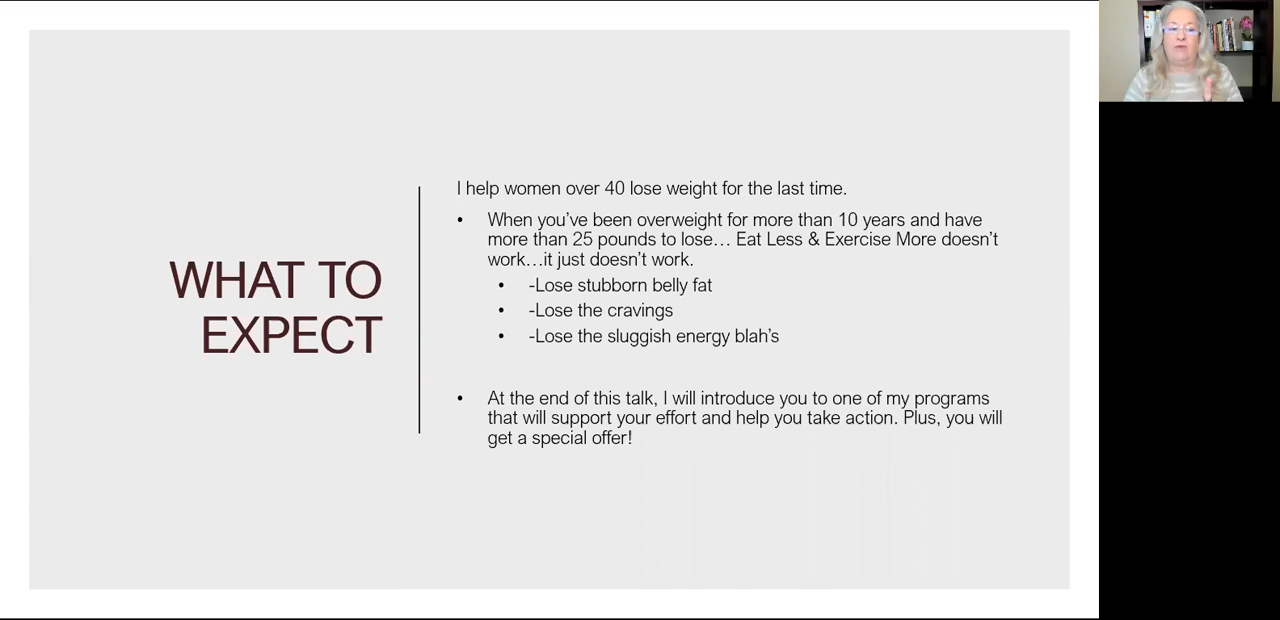 WHAT TO
EXPECT
I help women over 40 lose weight for the last time.
• When you’ve been overweight for more than 10 years and have
more than 25 pounds to lose… Eat Less & Exercise More doesn’t
work…it just doesn’t work.
• -Lose stubborn belly fat
• -Lose the cravings
• -Lose the sluggish energy blah’s
• At the end of this talk, I will introduce you to one of my programs
that will support your effort and help you take action. Plus, you will
get a special offer!